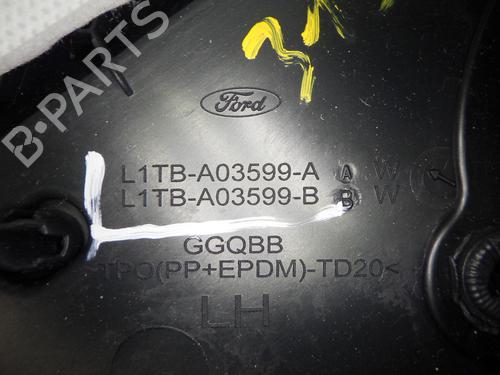 B-PARTS
Ford
L1TB-A03599-A A W
L1TB-A03599-B B W
GGQBB
TPO(PP+EPDM)-TD20<
LH